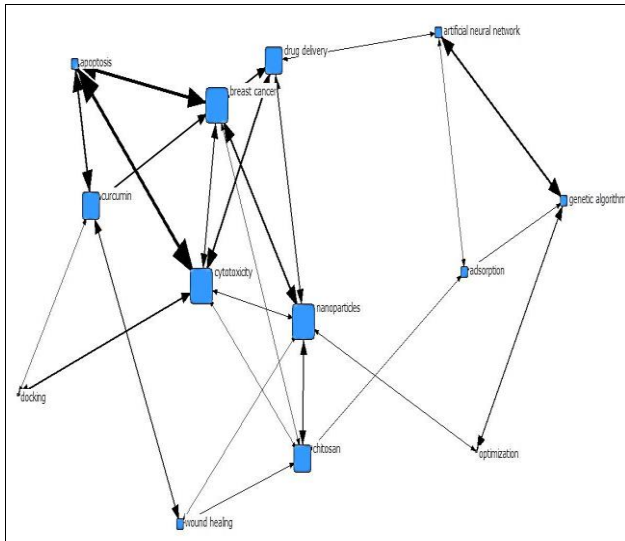 artificial neural network
drug delivery
apoptosis
breast cancer
curcumin
genetic algorithm
cytotoxicity
adsorption
nanoparticles
docking
chitosan
optimization
wound healing